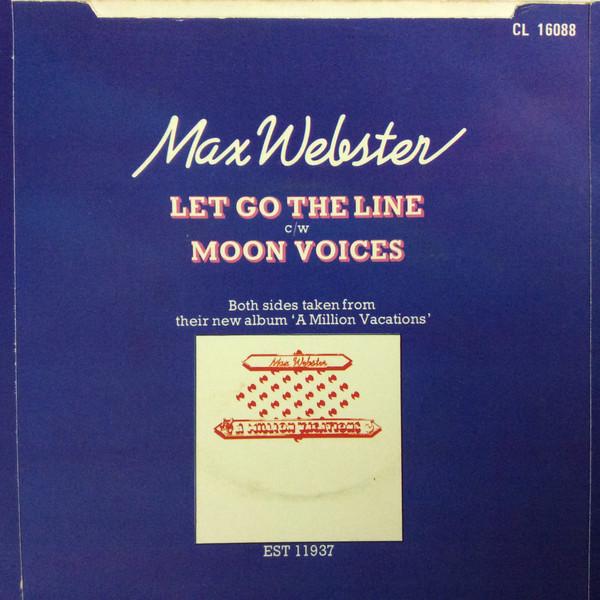 CL 16088
Max Webster
LET GO THE LINE
c/w
MOON VOICES
Both sides taken from
their new album ‘A Million Vacations’
Max Webster
A MILLION VACATIONS
EST 11937